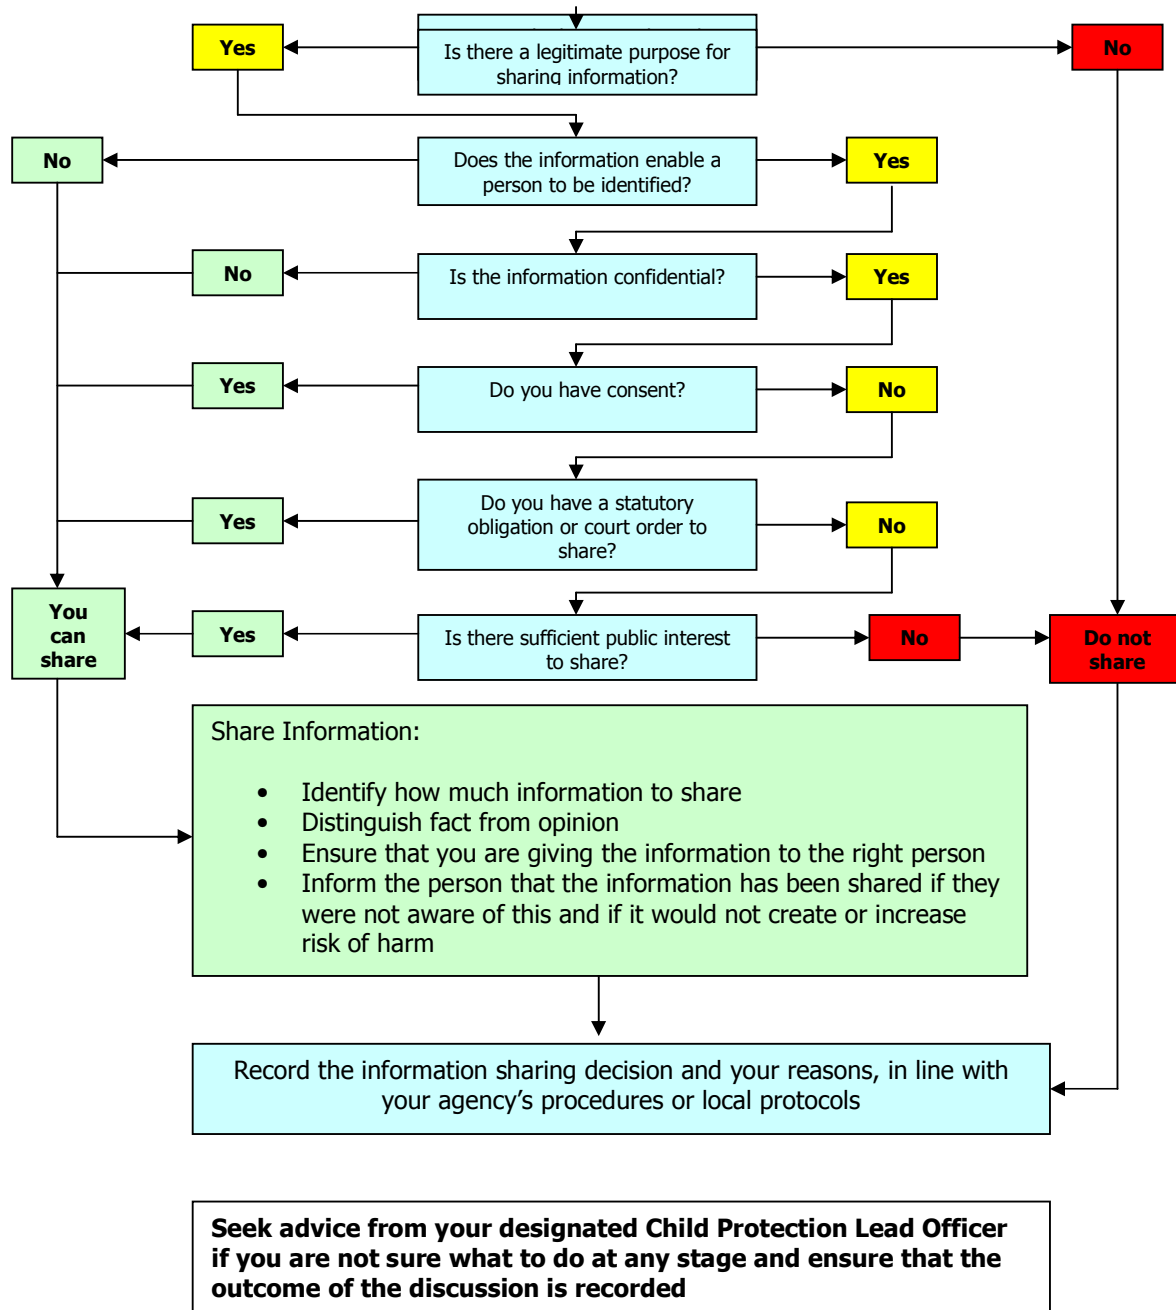 Yes
Is there a legitimate purpose for
sharing information?
No
No
Does the information enable a
person to be identified?
Yes
No
Is the information confidential?
Yes
Yes
Do you have consent?
No
Yes
Do you have a statutory
obligation or court order to
share?
No
You
can
share
Yes
Is there sufficient public interest
to share?
No
Do not
share
Share Information:
• Identify how much information to share
• Distinguish fact from opinion
• Ensure that you are giving the information to the right person
• Inform the person that the information has been shared if they
were not aware of this and if it would not create or increase
risk of harm
Record the information sharing decision and your reasons, in line with
your agency’s procedures or local protocols
Seek advice from your designated Child Protection Lead Officer
if you are not sure what to do at any stage and ensure that the
outcome of the discussion is recorded